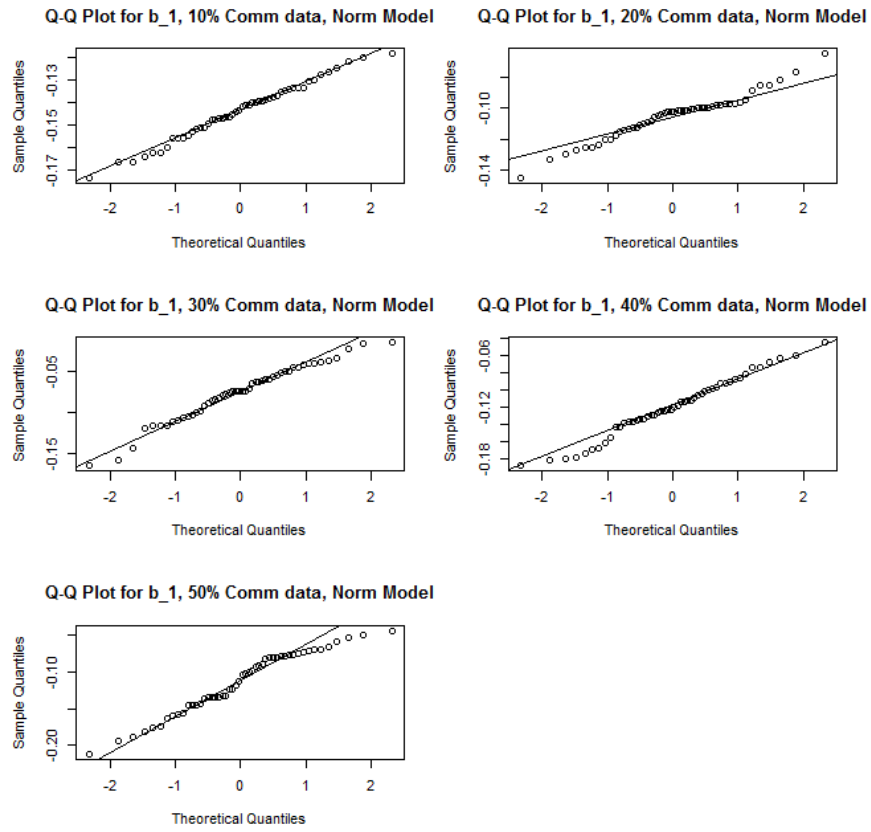 Q-Q Plot for b_1, 10% Comm data, Norm Model
Sample Quantiles
-0.13
-0.15
-0.17
-2 -1 0 1 2
Theoretical Quantiles
Q-Q Plot for b_1, 20% Comm data, Norm Model
Sample Quantiles
-0.10
-0.14
-2 -1 0 1 2
Theoretical Quantiles
Q-Q Plot for b_1, 30% Comm data, Norm Model
Sample Quantiles
-0.05
-0.15
-2 -1 0 1 2
Theoretical Quantiles
Q-Q Plot for b_1, 40% Comm data, Norm Model
Sample Quantiles
-0.06
-0.12
-0.18
-2 -1 0 1 2
Theoretical Quantiles
Q-Q Plot for b_1, 50% Comm data, Norm Model
Sample Quantiles
-0.10
-0.20
-2 -1 0 1 2
Theoretical Quantiles